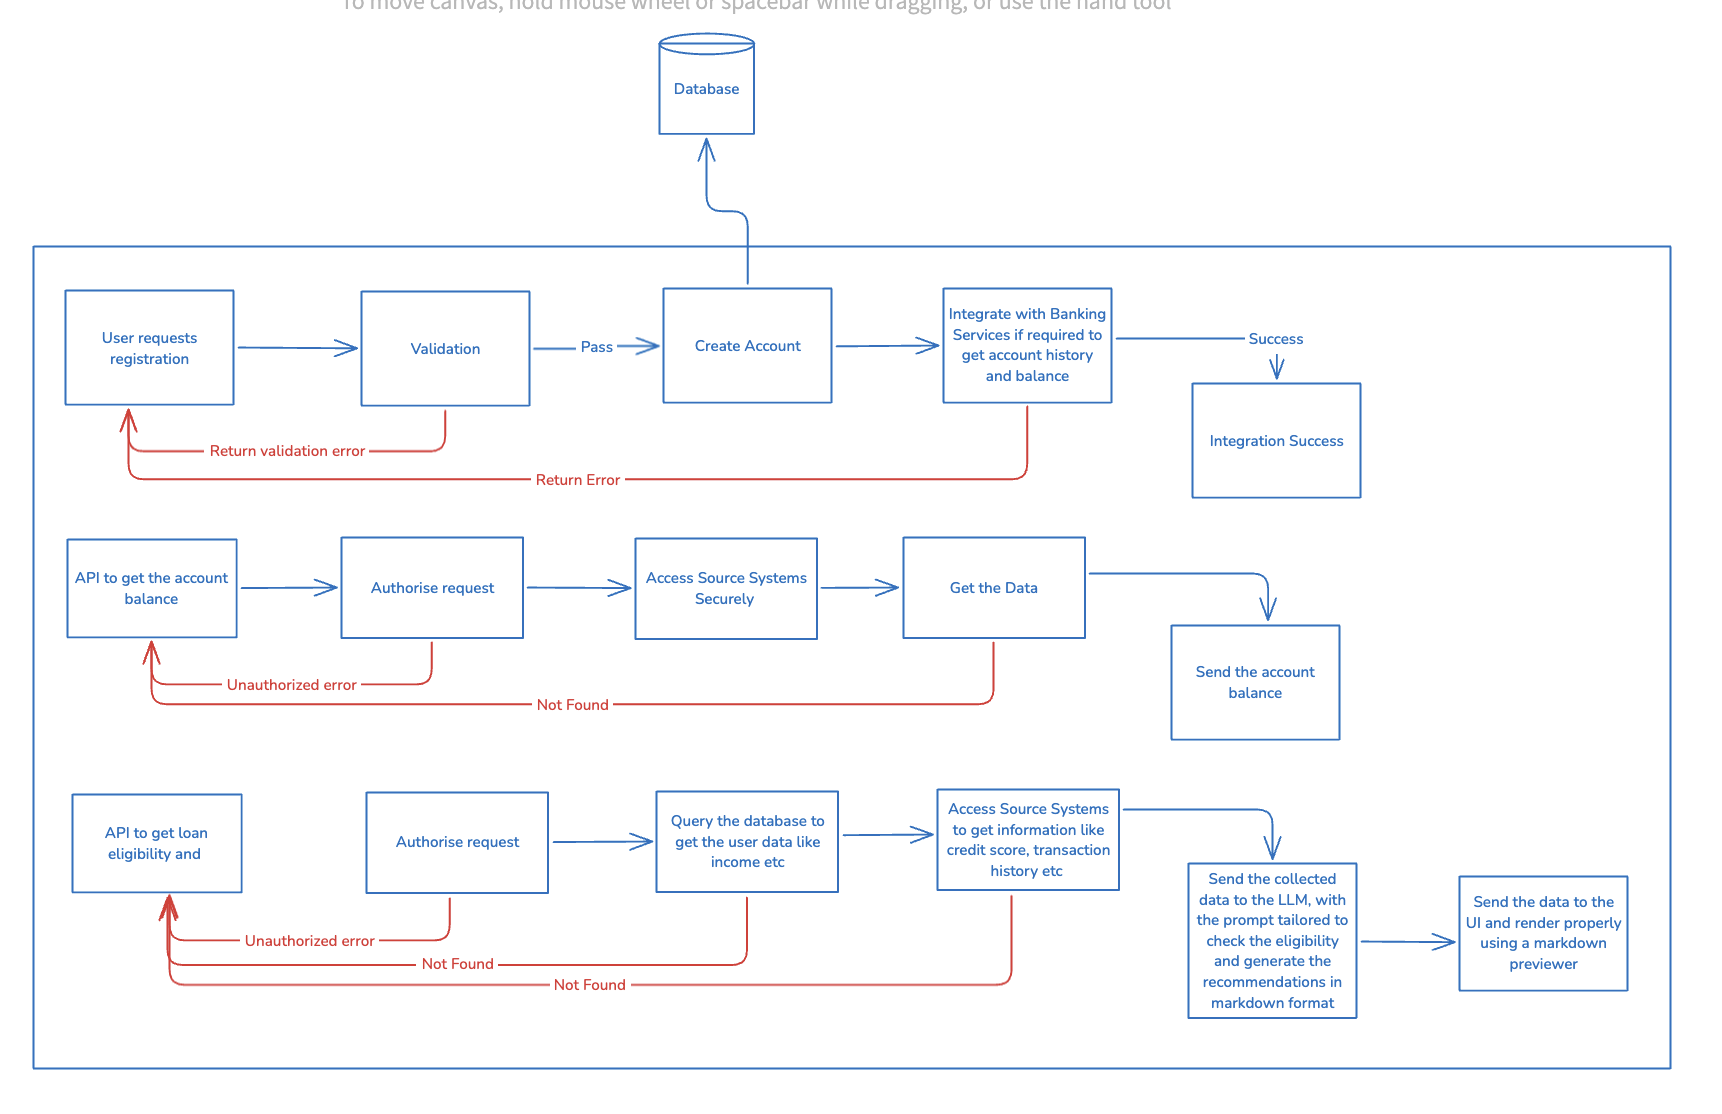 To move canvas, hold mouse wheel or spacebar while dragging, or use the hand tool
Database
User requests
registration
Validation
Pass
Create Account
Integrate with Banking
Services if required to
get account history
and balance
Success
Integration Success
Return validation error
Return Error
API to get the account
balance
Authorise request
Access Source Systems
Securely
Get the Data
Send the account
balance
Unauthorized error
Not Found
API to get loan
eligibility and
Authorise request
Query the database to
get the user data like
income etc
Access Source Systems
to get information like
credit score, transaction
history etc
Send the collected
data to the LLM, with
the prompt tailored to
check the eligibility
and generate the
recommendations in
markdown format
Send the data to the
UI and render properly
using a markdown
previewer
Unauthorized error
Not Found
Not Found